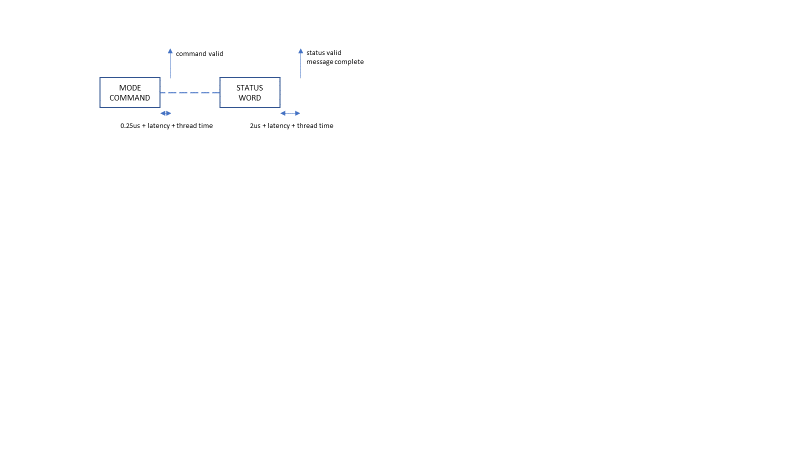 command valid
status valid
message complete
MODE
COMMAND
STATUS
WORD
0.25us + latency + thread time
2us + latency + thread time